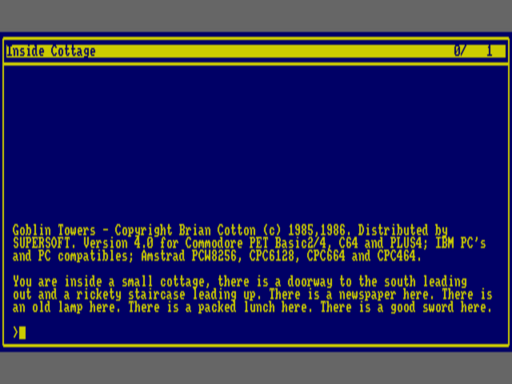 Inside Cottage 0/ 1
Goblin Towers - Copyright Brian Cotton (c) 1985,1986. Distributed by
SUPERSOFT. Version 4.0 for Commodore PET Basic2/4, C64 and PLUS4; IBM PC's
and PC compatibles; Amstrad PCW8256, CPC6128, CPC664 and CPC464.
You are inside a small cottage, there is a doorway to the south leading
out and a rickety staircase leading up. There is a newspaper here. There is
an old lamp here. There is a packed lunch here. There is a good sword here.
>